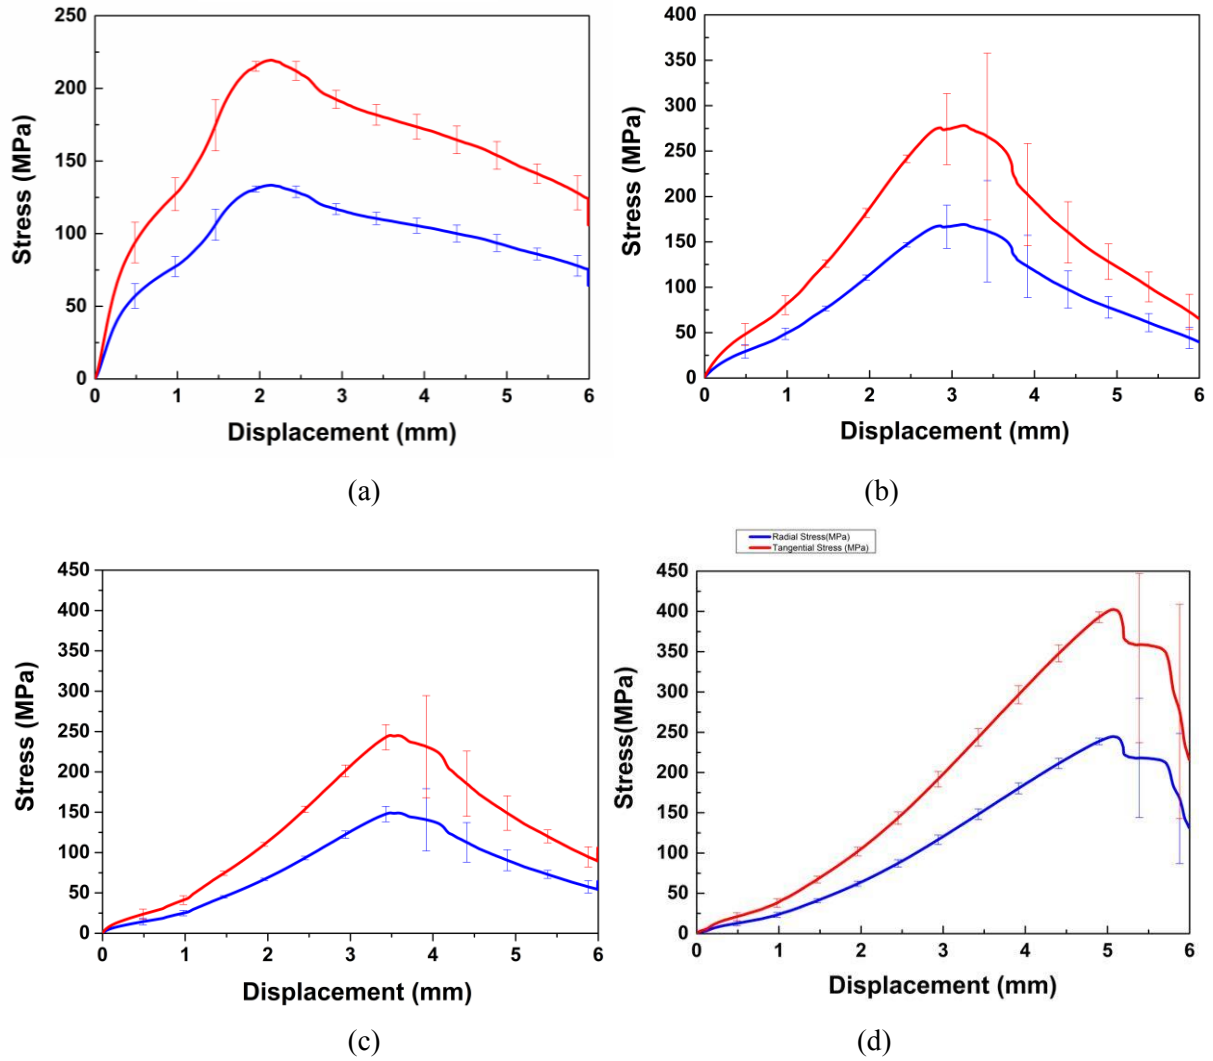 250
200
150
100
50
0
Stress (MPa)
0 1 2 3 4 5 6
Displacement (mm)
(a)
400
350
300
250
200
150
100
50
0
Stress (MPa)
0 1 2 3 4 5 6
Displacement (mm)
(b)
450
400
350
300
250
200
150
100
50
0
Stress (MPa)
0 1 2 3 4 5 6
Displacement (mm)
(c)
Radial Stress(MPa)
Tangential Stress (MPa)
450
400
350
300
250
200
150
100
50
0
Stress(MPa)
0 1 2 3 4 5 6
Displacement (mm)
(d)